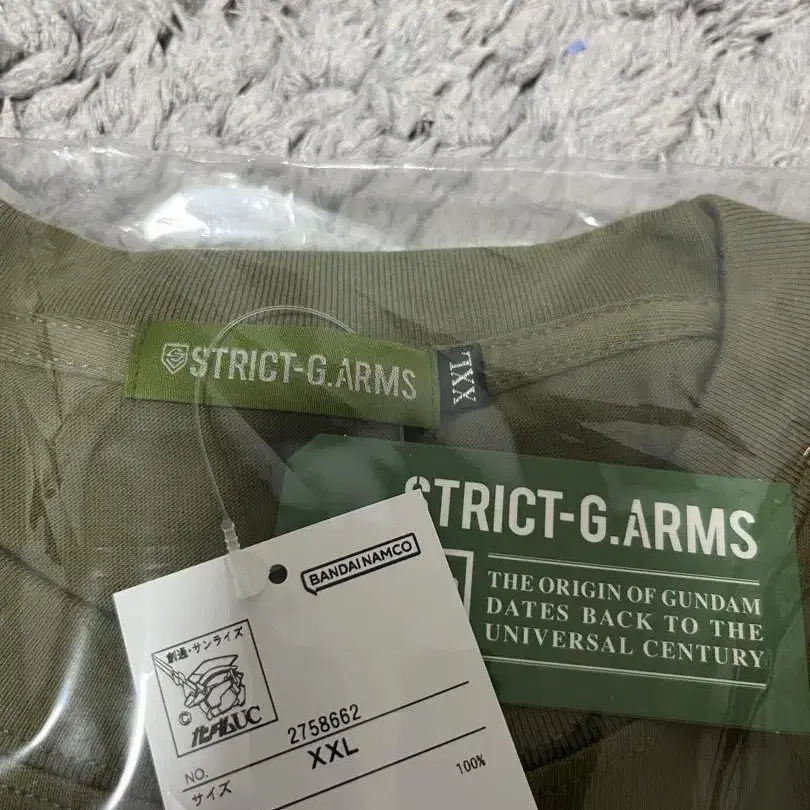 STRICT-G.ARMS
XXL
STRICT-G.ARMS
THE ORIGIN OF GUNDAM
DATES BACK TO THE
UNIVERSAL CENTURY
BANDAI NAMCO
創通・サンライズ
©
ガンダムUC
NO. 2758662
サイズ XXL
100%